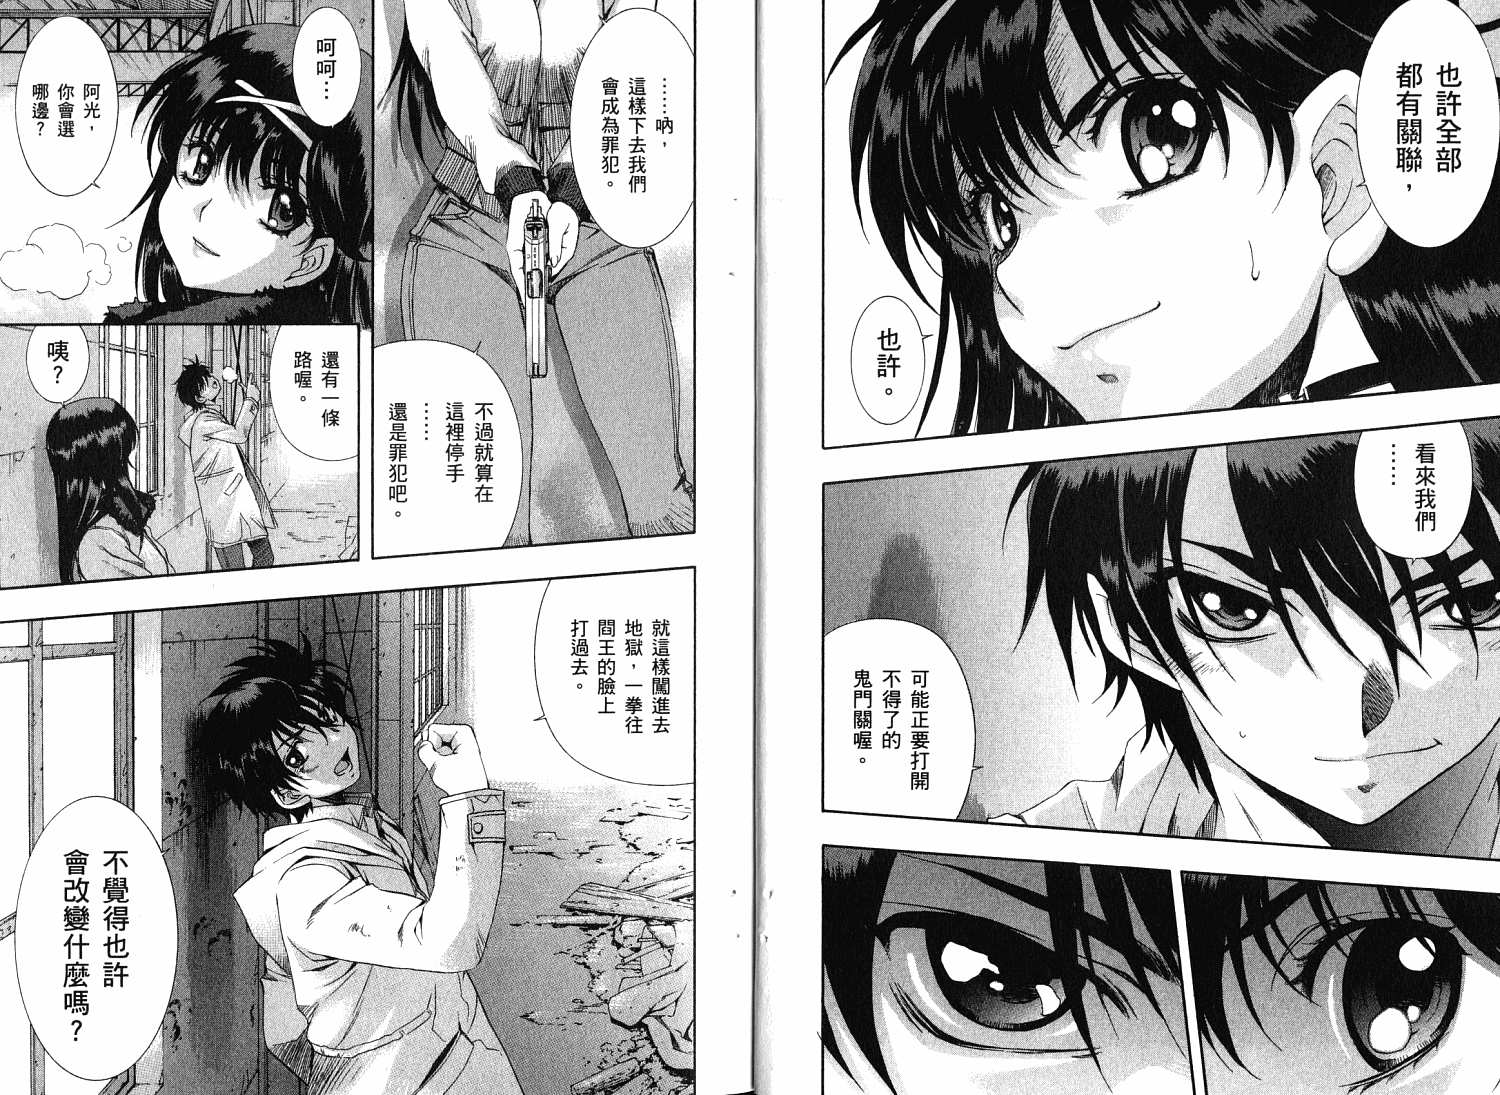 也許全部
都有關聯，
也許。
看來我們
……
可能正要打開
不得了的
鬼門關喔。
……吶，
這樣下去我們
會成為罪犯。
不過就算在
這裡停手
……
還是罪犯吧。
呵呵…
阿光，
你會選
哪邊？
還有一條
路喔。
咦？
就這樣闖進去
地獄，一拳往
閻王的臉上
打過去。
不覺得也許
會改變什麼嗎？